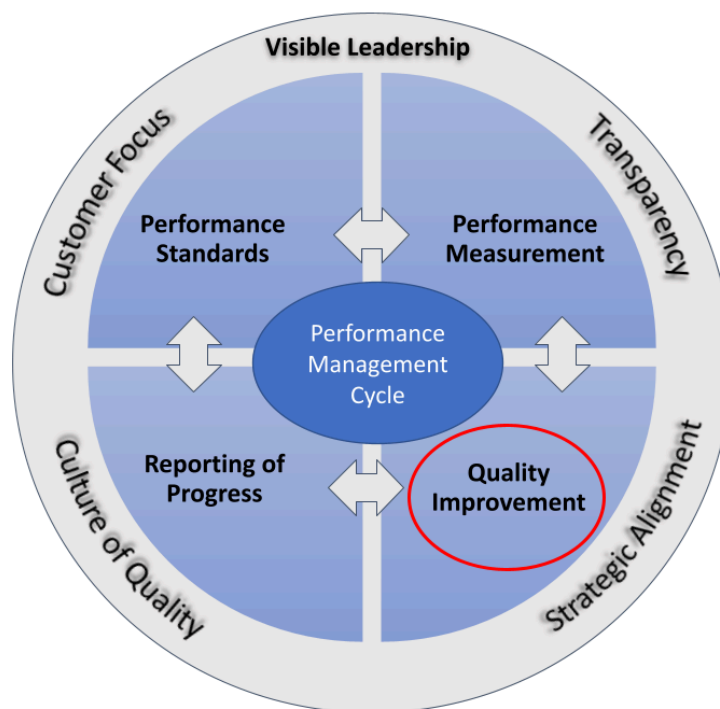 Visible Leadership
Customer Focus
Transparency
Performance
Standards
Performance
Measurement
Performance
Management
Cycle
Reporting of
Progress
Quality
Improvement
Culture of Quality
Strategic Alignment